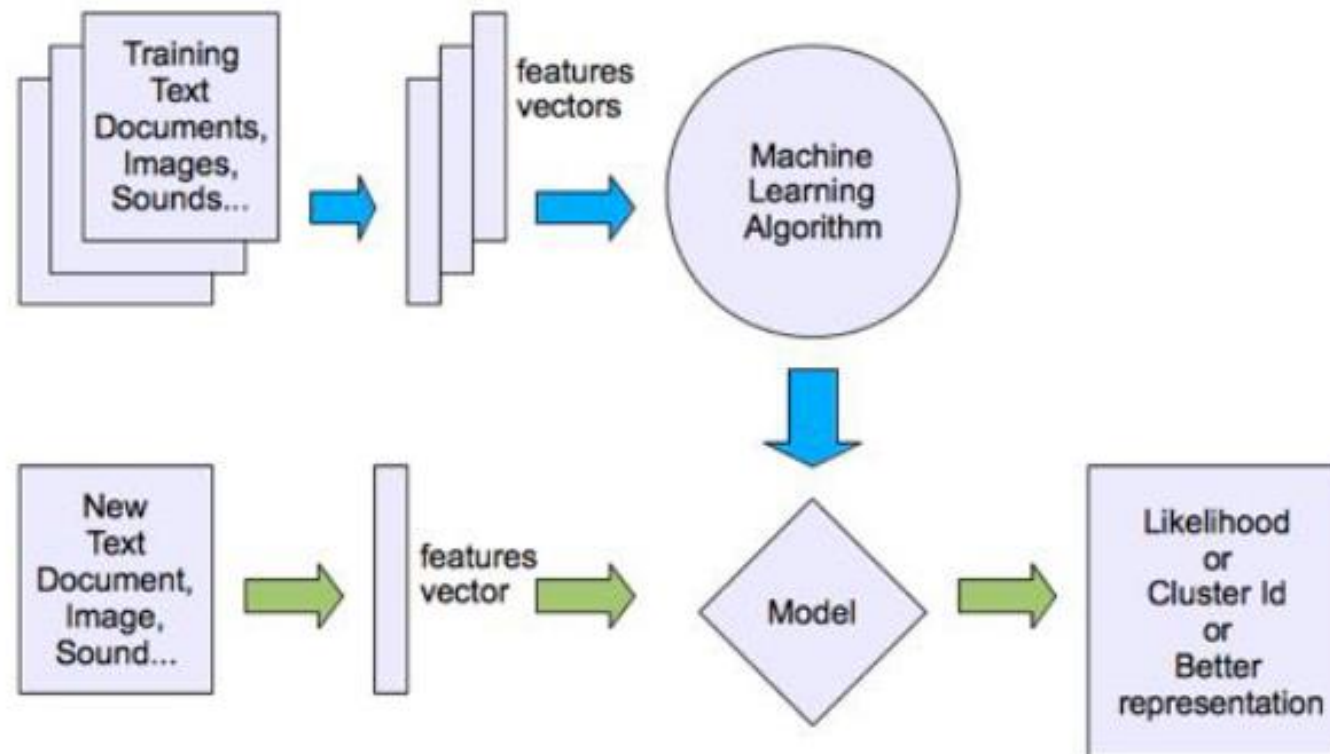 Training
Text
Documents,
Images,
Sounds...
features
vectors
Machine
Learning
Algorithm
New
Text
Document,
Image,
Sound...
features
vector
Model
Likelihood
or
Cluster Id
or
Better
representation